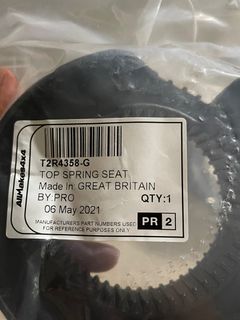 AllMakes4x4
T2R4358-G
TOP SPRING SEAT
Made In GREAT BRITAIN
BY:PRO QTY:1
06 May 2021
MANUFACTURERS PART NUMBERS USED
FOR REFERENCE PURPOSES ONLY
PR 2